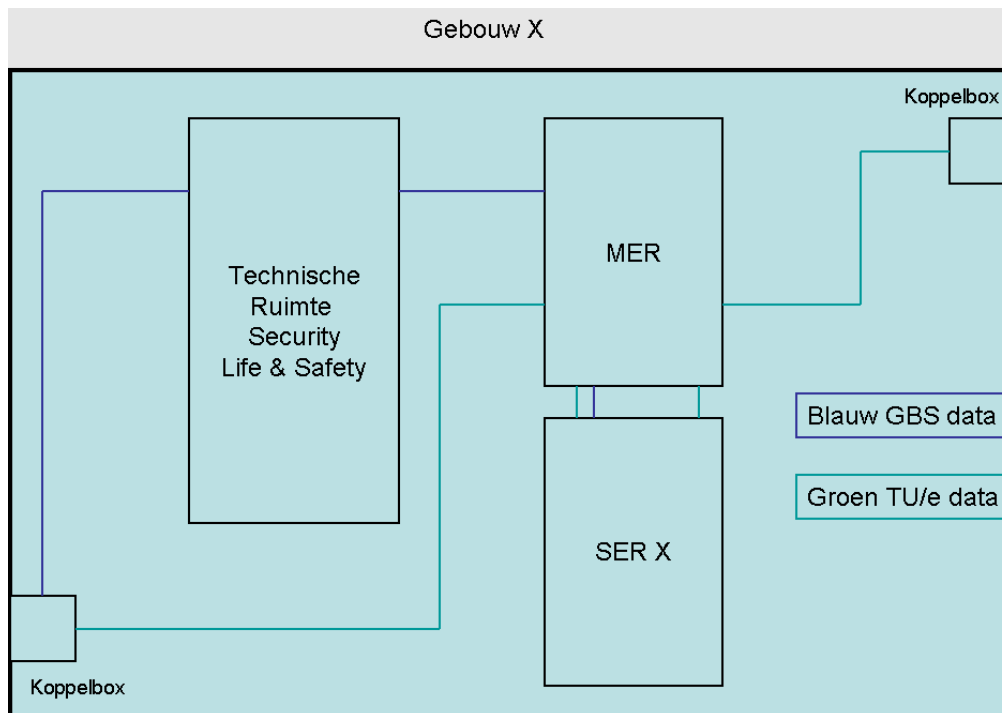 Gebouw X
Koppelbox
MER
Technische
Ruimte
Security
Life & Safety
Blauw GBS data
Groen TU/e data
SER X
Koppelbox